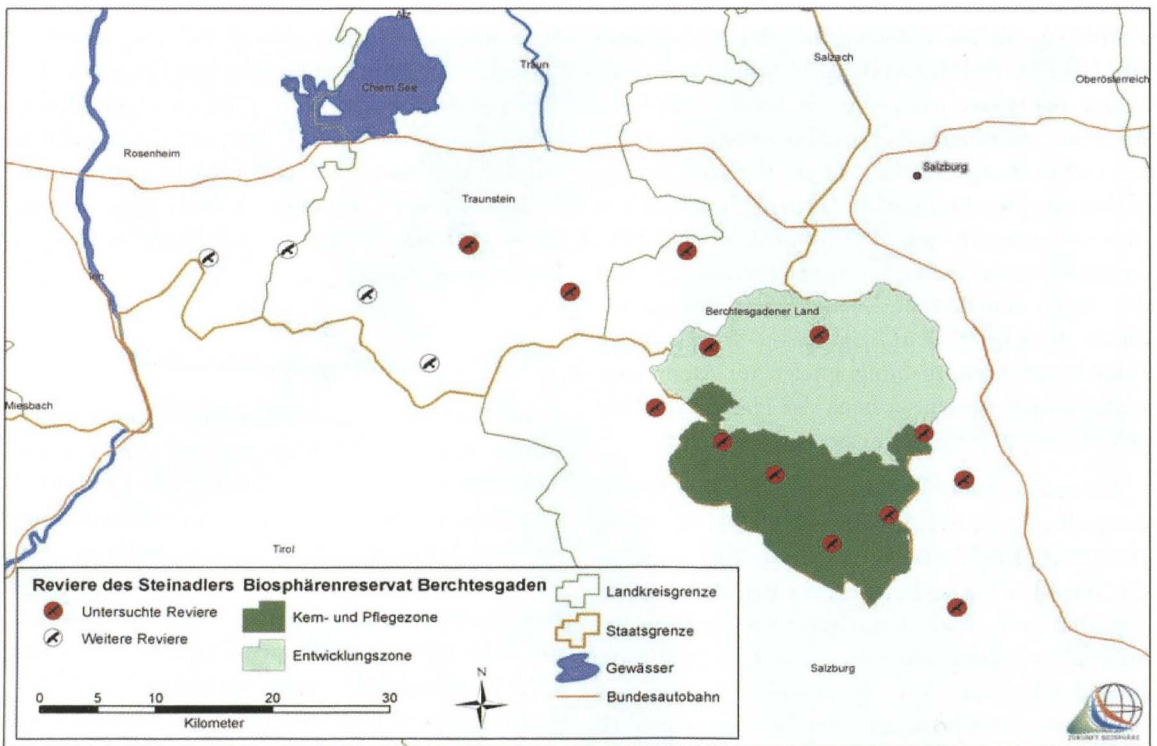 Alz
Chiem See
Traun
Salzach
Oberösterreich
Rosenheim
Salzburg
Traunstein
Inn
Berchtesgadener Land
Miesbach
Tirol
Salzburg
Reviere des Steinadlers
Untersuchte Reviere
Weitere Reviere
Biosphärenreservat Berchtesgaden
Kern- und Pflegezone
Entwicklungszone
Landkreisgrenze
Staatsgrenze
Gewässer
Bundesautobahn
0 5 10 20 30
Kilometer
N
ZUKUNFT BIOSPHÄRE